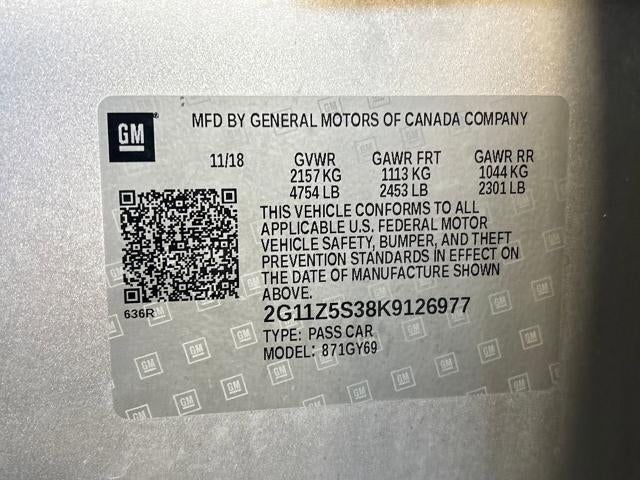 GM
MFD BY GENERAL MOTORS OF CANADA COMPANY
11/18 GVWR GAWR FRT GAWR RR
2157 KG 1113 KG 1044 KG
4754 LB 2453 LB 2301 LB
THIS VEHICLE CONFORMS TO ALL
APPLICABLE U.S. FEDERAL MOTOR
VEHICLE SAFETY, BUMPER, AND THEFT
PREVENTION STANDARDS IN EFFECT ON
THE DATE OF MANUFACTURE SHOWN
ABOVE.
636R
2G11Z5S38K9126977
TYPE: PASS CAR
MODEL: 871GY69